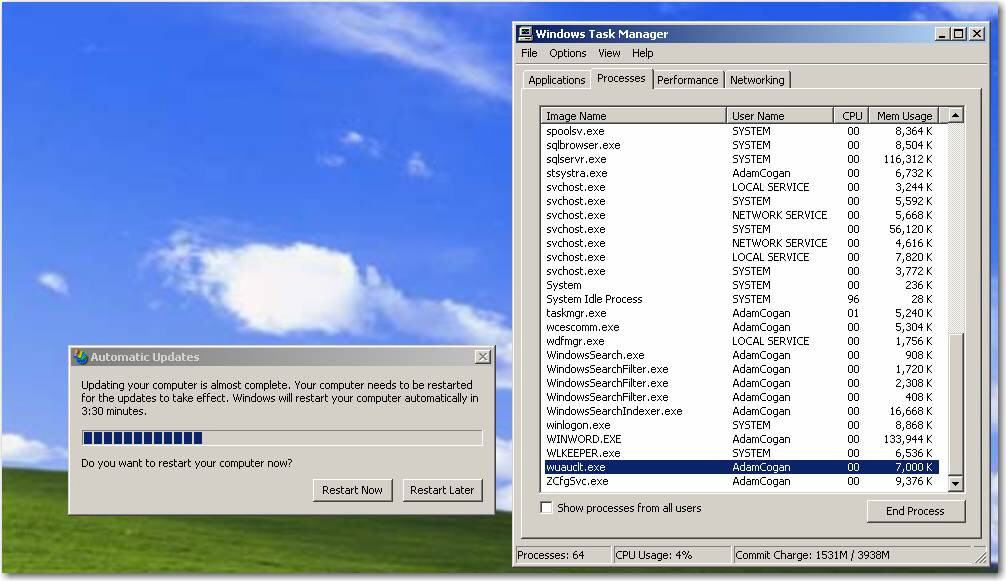 Windows Task Manager
File Options View Help
Applications Processes Performance Networking
Image Name User Name CPU Mem Usage
spoolsv.exe SYSTEM 00 8,364 K
sqlbrowser.exe SYSTEM 00 8,504 K
sqlservr.exe SYSTEM 00 116,312 K
stsystra.exe AdamCogan 00 6,732 K
svchost.exe LOCAL SERVICE 00 3,244 K
svchost.exe SYSTEM 00 5,592 K
svchost.exe NETWORK SERVICE 00 5,668 K
svchost.exe SYSTEM 00 56,120 K
svchost.exe NETWORK SERVICE 00 4,616 K
svchost.exe LOCAL SERVICE 00 7,820 K
svchost.exe SYSTEM 00 3,772 K
System SYSTEM 00 236 K
System Idle Process SYSTEM 96 28 K
taskmgr.exe AdamCogan 01 5,240 K
wcescomm.exe AdamCogan 00 5,304 K
wdfmgr.exe LOCAL SERVICE 00 1,756 K
WindowsSearch.exe AdamCogan 00 908 K
WindowsSearchFilter.exe AdamCogan 00 1,720 K
WindowsSearchFilter.exe AdamCogan 00 2,308 K
WindowsSearchFilter.exe AdamCogan 00 408 K
WindowsSearchIndexer.exe AdamCogan 00 16,668 K
winlogon.exe SYSTEM 00 8,868 K
WINWORD.EXE AdamCogan 00 133,944 K
WLKEEPER.exe SYSTEM 00 6,536 K
wuauclt.exe AdamCogan 00 7,000 K
ZCfgSvc.exe AdamCogan 00 9,376 K
Show processes from all users
End Process
Processes: 64 CPU Usage: 4% Commit Charge: 1531M / 3938M
Automatic Updates
Updating your computer is almost complete. Your computer needs to be restarted
for the updates to take effect. Windows will restart your computer automatically in
3:30 minutes.
Do you want to restart your computer now?
Restart Now Restart Later